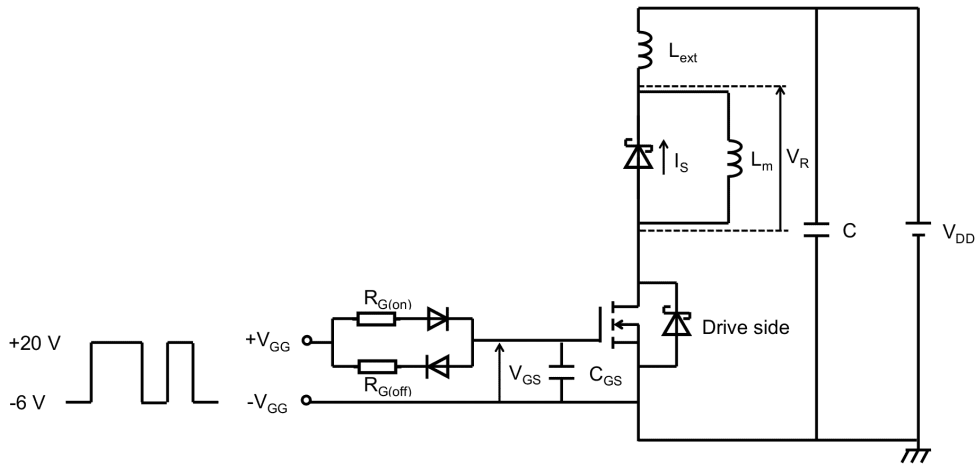 L_ext
I_S
L_m
V_R
C
V_DD
R_G(on)
Drive side
+20 V
+V_GG
V_GS
C_GS
R_G(off)
-6 V
-V_GG